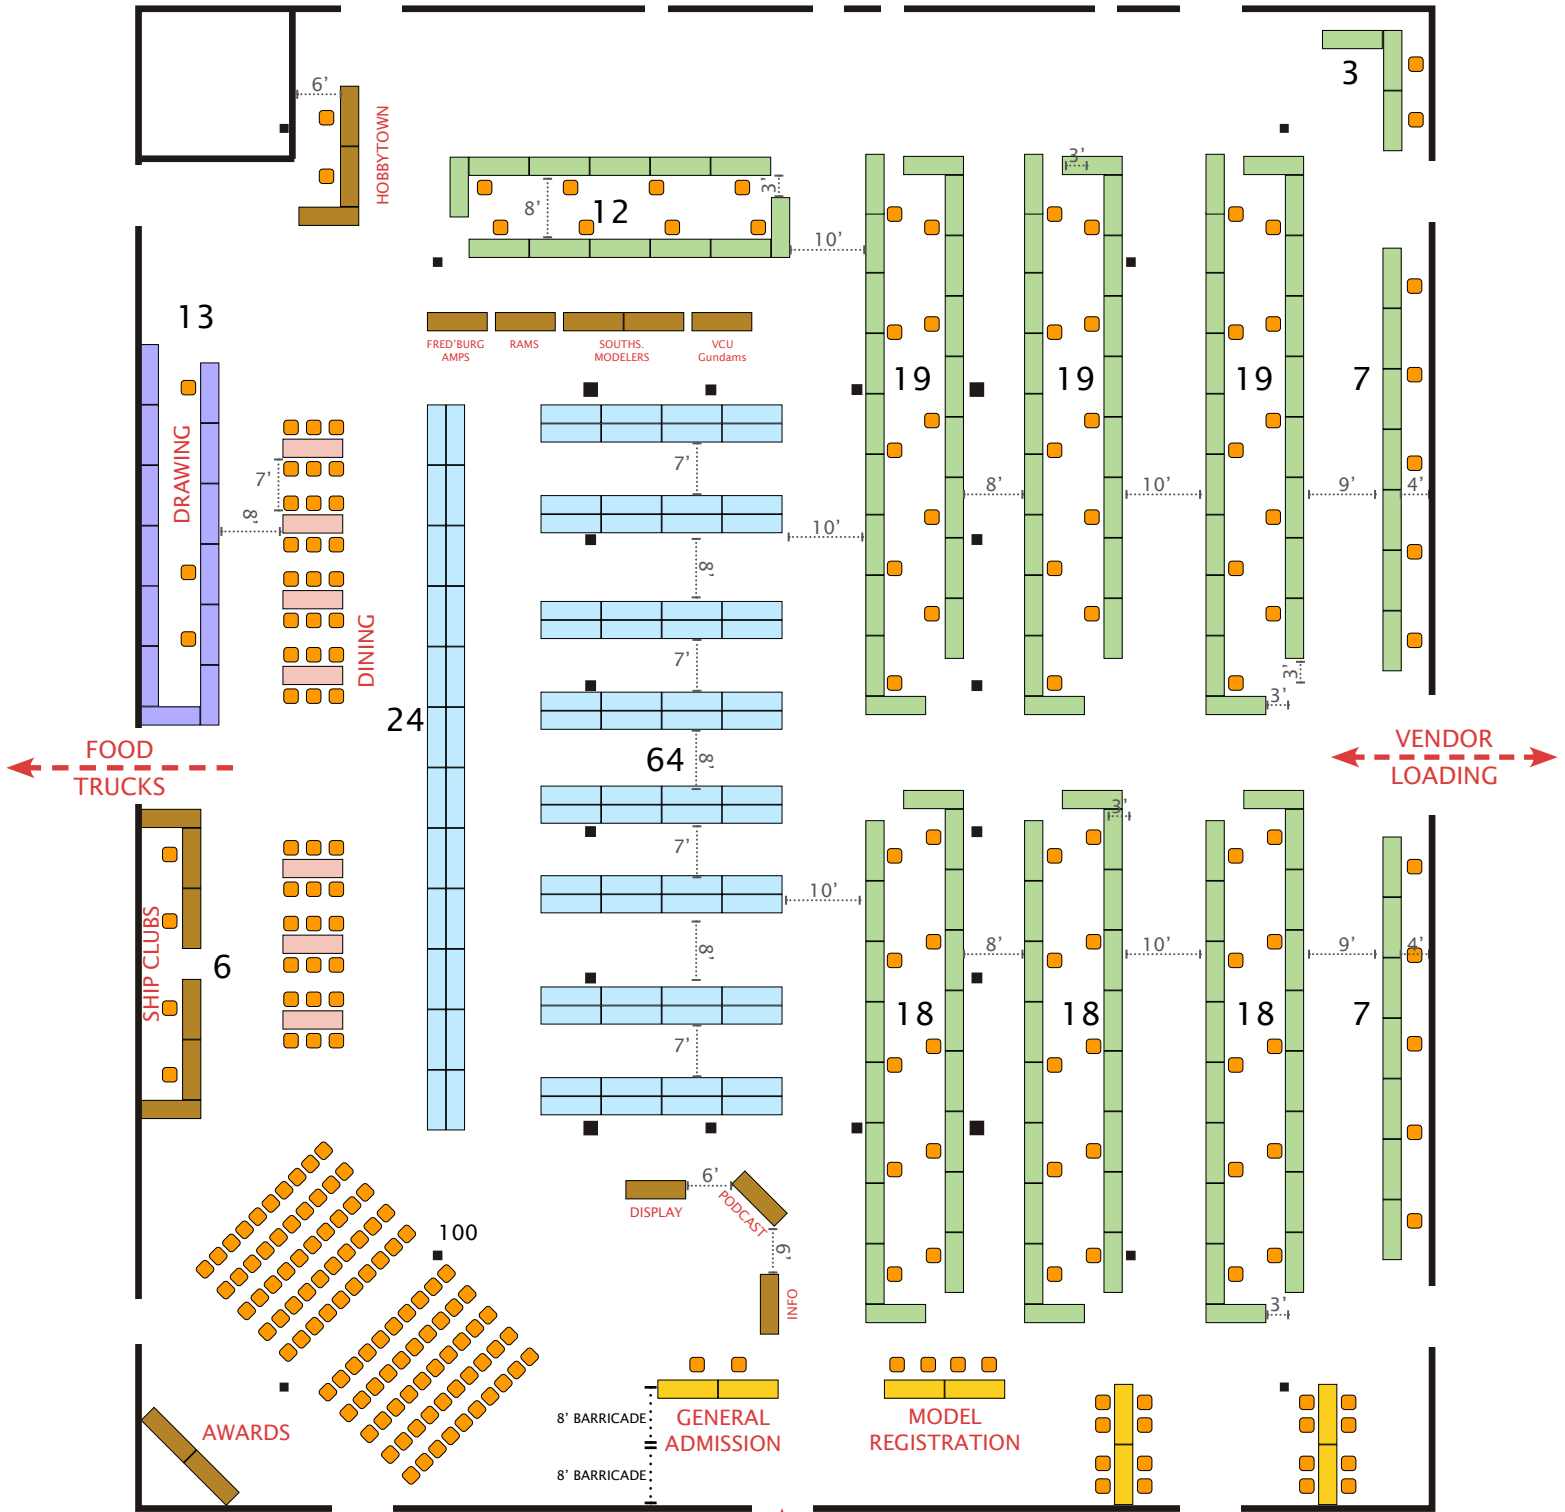 6'
HOBBYTOWN
3
3'
3'
8'
12
10'
13
FRED'BURG
AMPS
RAMS
SOUTHS.
MODELERS
VCU
Gundams
19
19
19
7
DRAWING
7'
8'
7'
8'
10'
10'
9'
4'
10'
8'
DINING
7'
3'
3'
24
64
8'
FOOD
TRUCKS
VENDOR
LOADING
3'
7'
10'
SHIP CLUBS
6
8'
8'
10'
9'
4'
18
18
18
7
7'
100
6'
DISPLAY
PODCAST
6'
INFO
3'
8' BARRICADE
8' BARRICADE
GENERAL
ADMISSION
MODEL
REGISTRATION
AWARDS